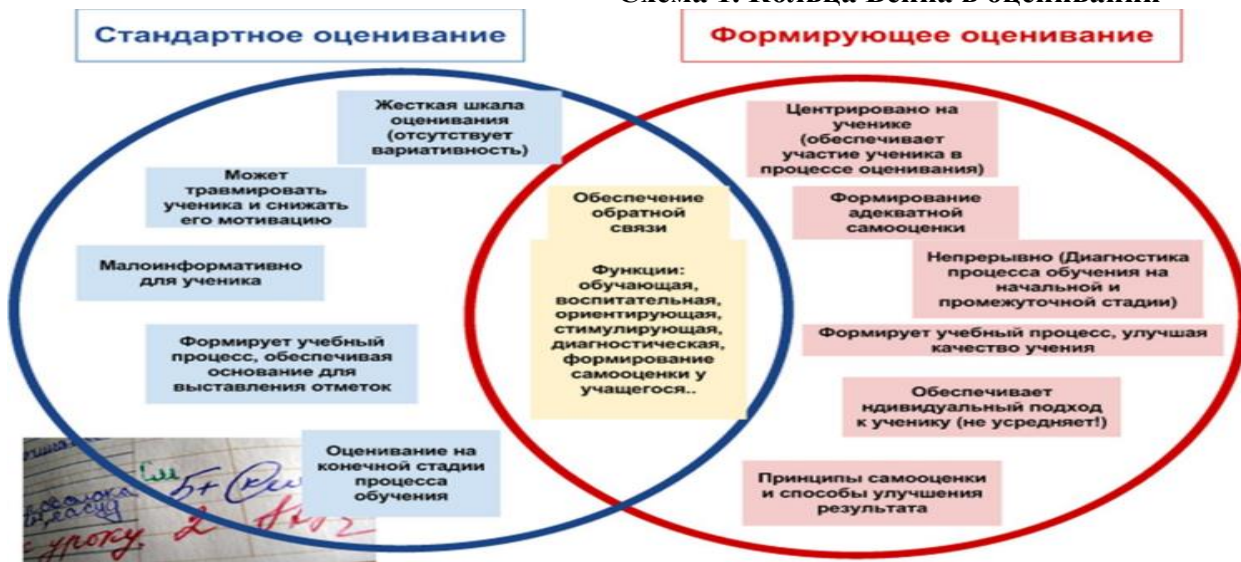 Схема 1. Кольца Венна в оценивании
Стандартное оценивание
Жесткая шкала
оценивания
(отсутствует
вариативность)
Может
травмировать
ученика и снижать
его мотивацию
Малоинформативно
для ученика
Формирует учебный
процесс, обеспечивая
основание для
выставления отметок
Оценивание на
конечной стадии
процесса
обучения
См
5+
уроку. 2
Обеспечение
обратной
связи
Функции:
обучающая,
воспитательная,
ориентирующая,
стимулирующая,
диагностическая,
формирование
самооценки у
учащегося..
Формирующее оценивание
Центрировано на
ученике
(обеспечивает
участие ученика в
процессе оценивания)
Формирование
адекватной
самооценки
Непрерывно (Диагностика
процесса обучения на
начальной и
промежуточной стадии)
Формирует учебный процесс, улучшая
качество учения
Обеспечивает
ндивидуальный подход
к ученику (не усредняет!)
Принципы самооценки
и способы улучшения
результата